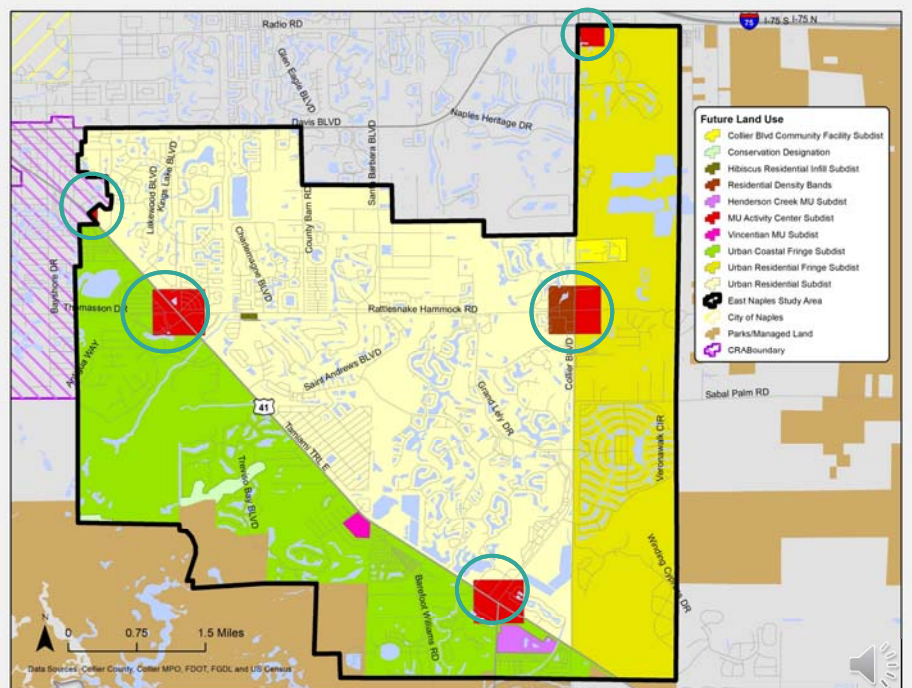 Radio RD
75
I-75 S
I-75 N
Glen Eagle BLVD
Davis BLVD
Naples Heritage DR
Santa Barbara BLVD
Lakewood BLVD
Kings Lake BLVD
County Barn RD
Charlemagne BLVD
Bayshore DR
Thomasson DR
Rattlesnake Hammock RD
Collier BLVD
Saint Andrews BLVD
Grand Lely DR
41
Tamiami TRL E
Treviso Bay BLVD
Barefoot Williams RD
Veronawalk CIR
Winding Cypress DR
Sabal Palm RD
Future Land Use
Collier Blvd Community Facility Subdist
Conservation Designation
Hibiscus Residential Infill Subdist
Residential Density Bands
Henderson Creek MU Subdist
MU Activity Center Subdist
Vincentian MU Subdist
Urban Coastal Fringe Subdist
Urban Residential Fringe Subdist
Urban Residential Subdist
East Naples Study Area
City of Naples
Parks/Managed Land
CRABoundary
N
0 0.75 1.5 Miles
Data Sources: Collier County, Collier MPO, FDOT, FGDL and US Census